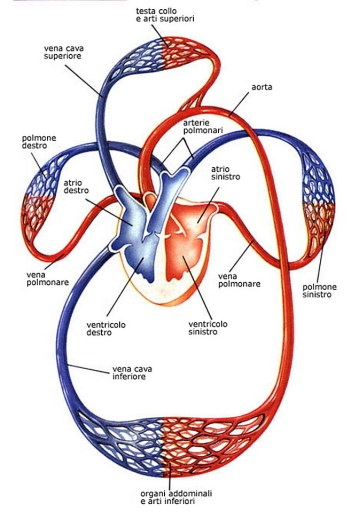 testa collo
e arti superiori
vena cava
superiore
aorta
arterie
polmonari
polmone
destro
atrio
destro
atrio
sinistro
vena
polmonare
vena
polmonare
polmone
sinistro
ventricolo
destro
ventricolo
sinistro
vena cava
inferiore
organi addominali
e arti inferiori